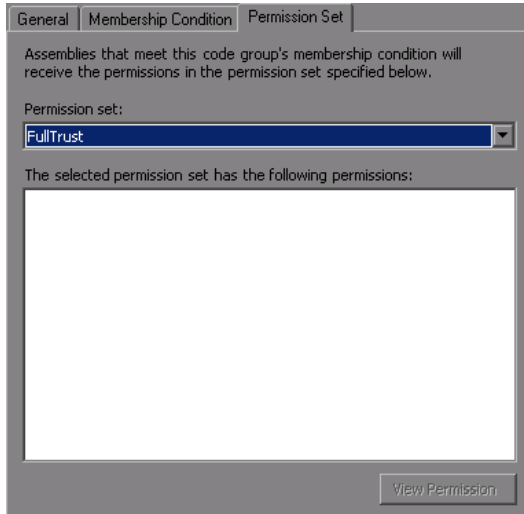 General
Membership Condition
Permission Set
Assemblies that meet this code group's membership condition will
receive the permissions in the permission set specified below.
Permission set:
FullTrust
The selected permission set has the following permissions:
View Permission